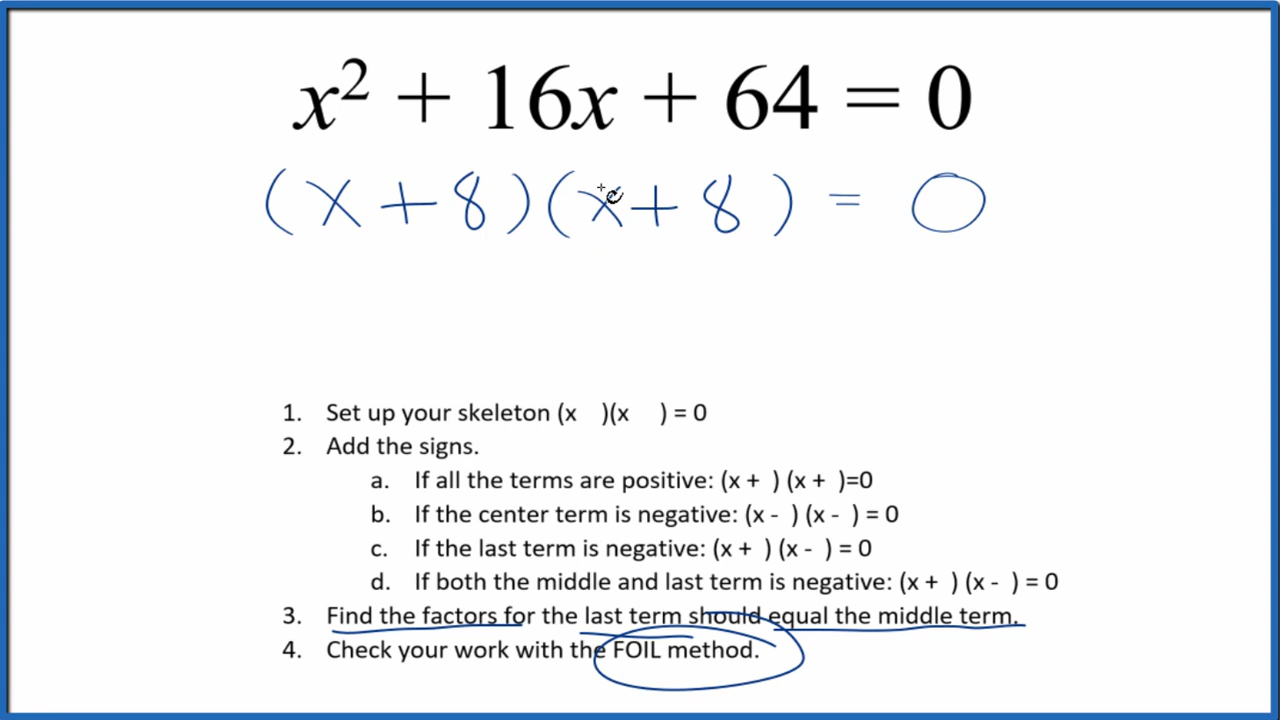 x² + 16x + 64 = 0
(x + 8)(x + 8) = 0
1. Set up your skeleton (x   )(x   ) = 0
2. Add the signs.
a. If all the terms are positive: (x +  ) (x +  )=0
b. If the center term is negative: (x -  ) (x -  ) = 0
c. If the last term is negative: (x +  ) (x -  ) = 0
d. If both the middle and last term is negative: (x +  ) (x -  ) = 0
3. Find the factors for the last term should equal the middle term.
4. Check your work with the FOIL method.